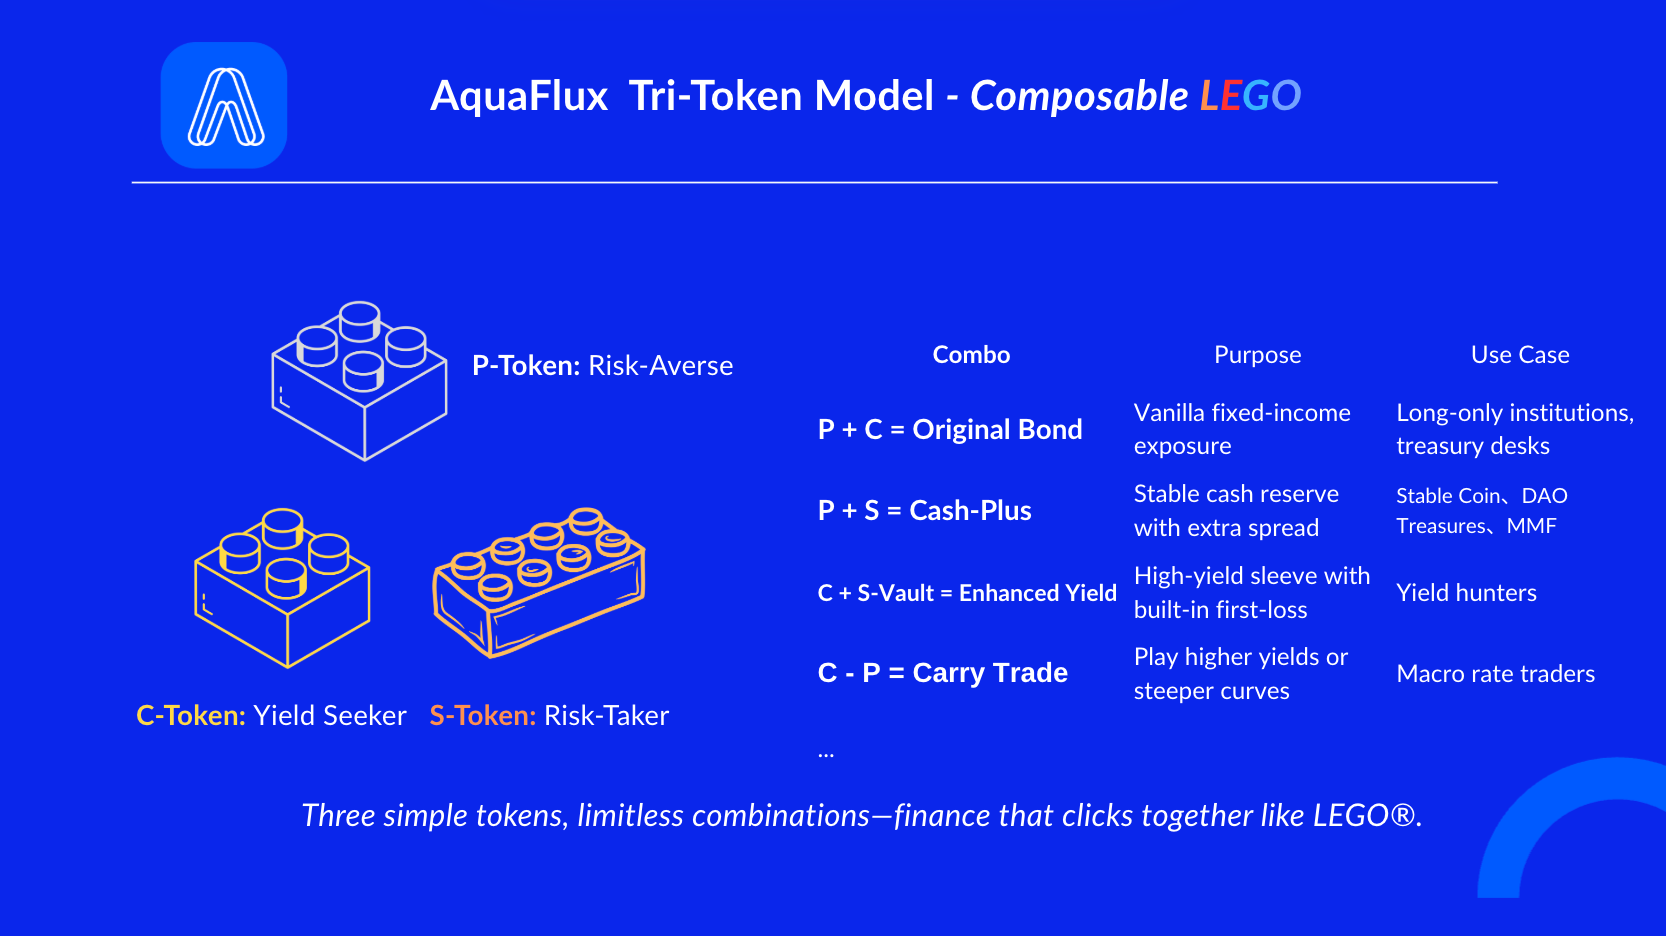 AquaFlux Tri-Token Model - Composable LEGO
P-Token: Risk-Averse
C-Token: Yield Seeker
S-Token: Risk-Taker
Combo
Purpose
Use Case
P + C = Original Bond
Vanilla fixed-income
exposure
Long-only institutions,
treasury desks
P + S = Cash-Plus
Stable cash reserve
with extra spread
Stable Coin、DAO
Treasures、MMF
C + S-Vault = Enhanced Yield
High-yield sleeve with
built-in first-loss
Yield hunters
C - P = Carry Trade
Play higher yields or
steeper curves
Macro rate traders
...
Three simple tokens, limitless combinations—finance that clicks together like LEGO®.